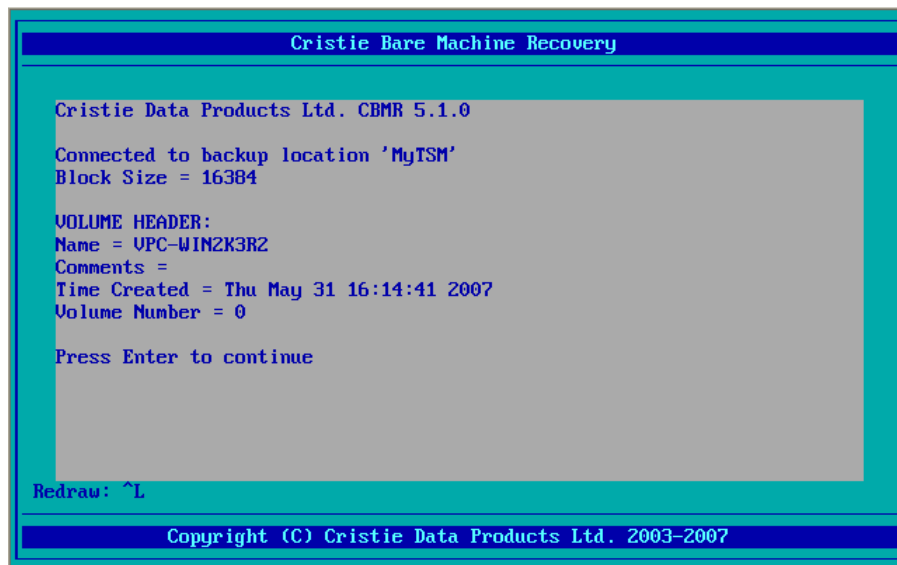 Cristie Bare Machine Recovery
Cristie Data Products Ltd. CBMR 5.1.0
Connected to backup location 'MyTSM'
Block Size = 16384
VOLUME HEADER:
Name = VPC-WIN2K3R2
Comments =
Time Created = Thu May 31 16:14:41 2007
Volume Number = 0
Press Enter to continue
Redraw: ^L
Copyright (C) Cristie Data Products Ltd. 2003-2007